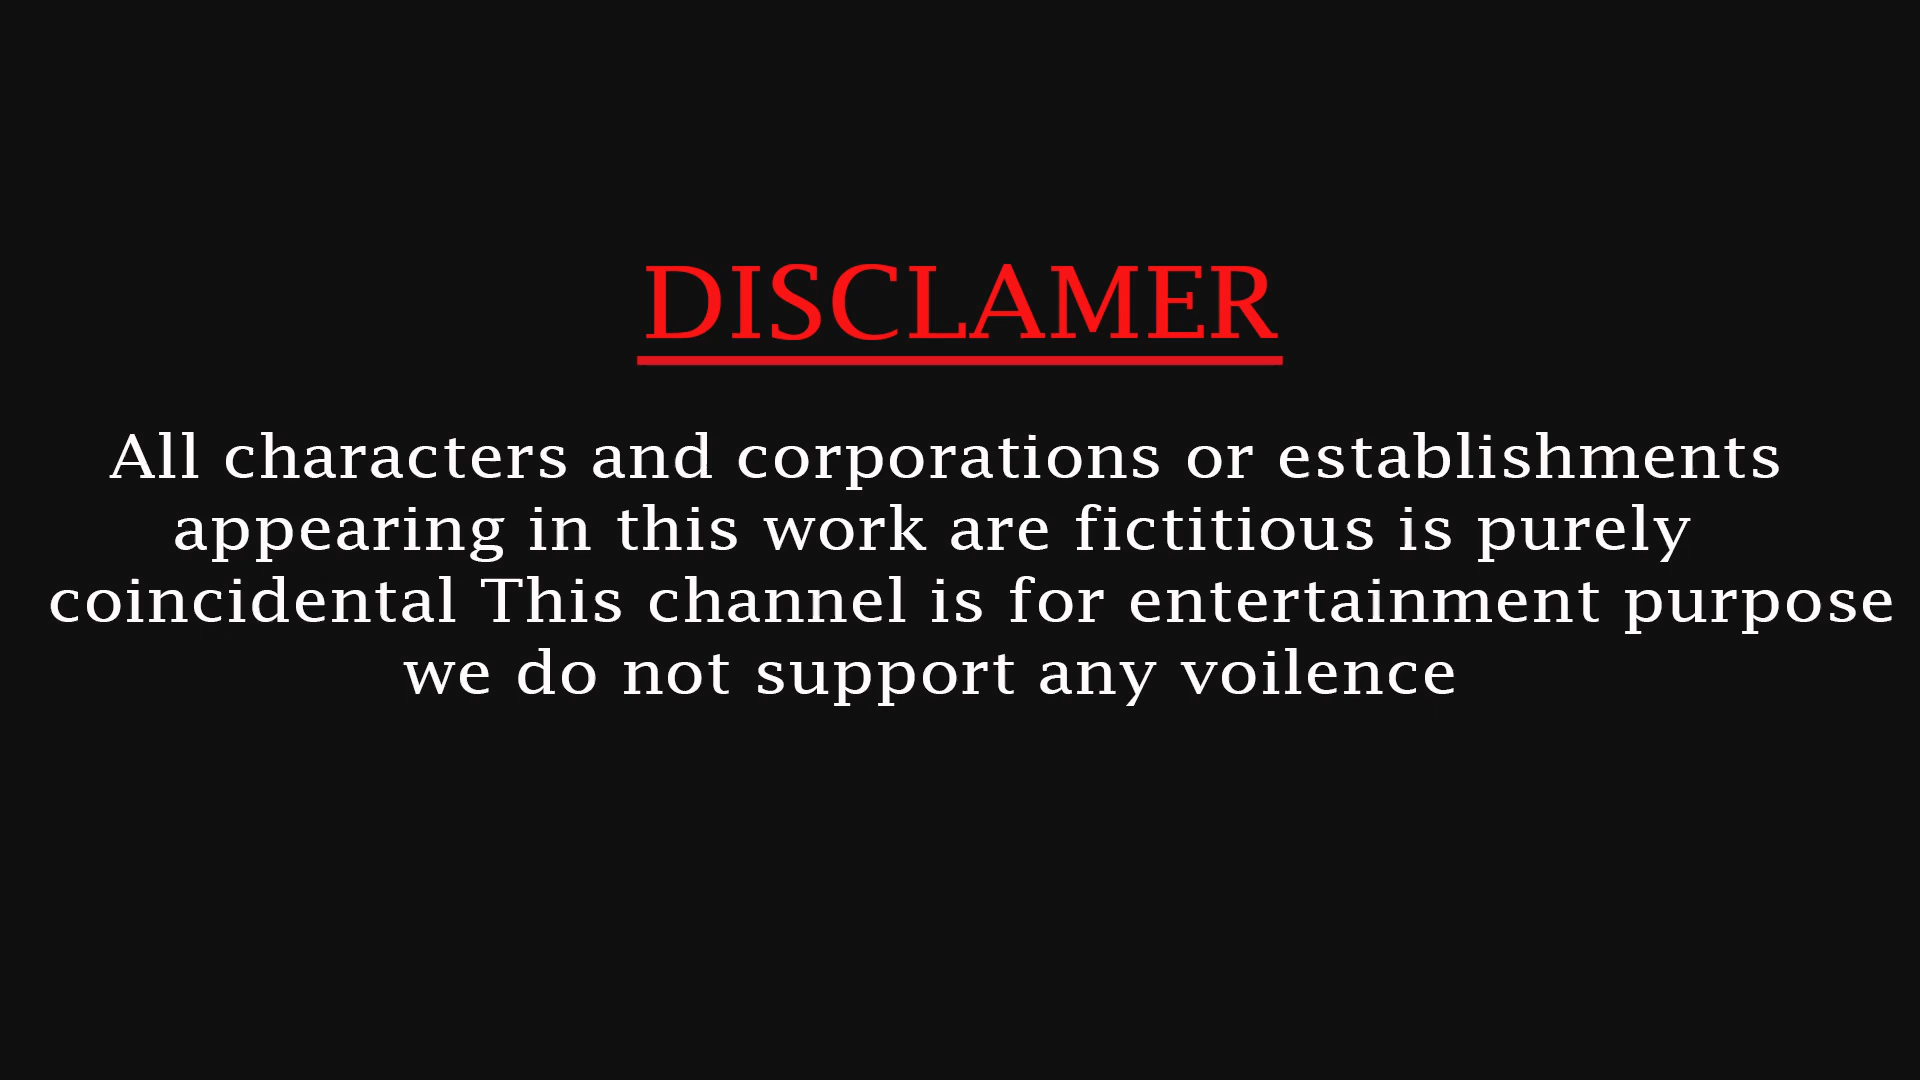 DISCLAMER
All characters and corporations or establishments
appearing in this work are fictitious is purely
coincidental This channel is for entertainment purpose
we do not support any voilence